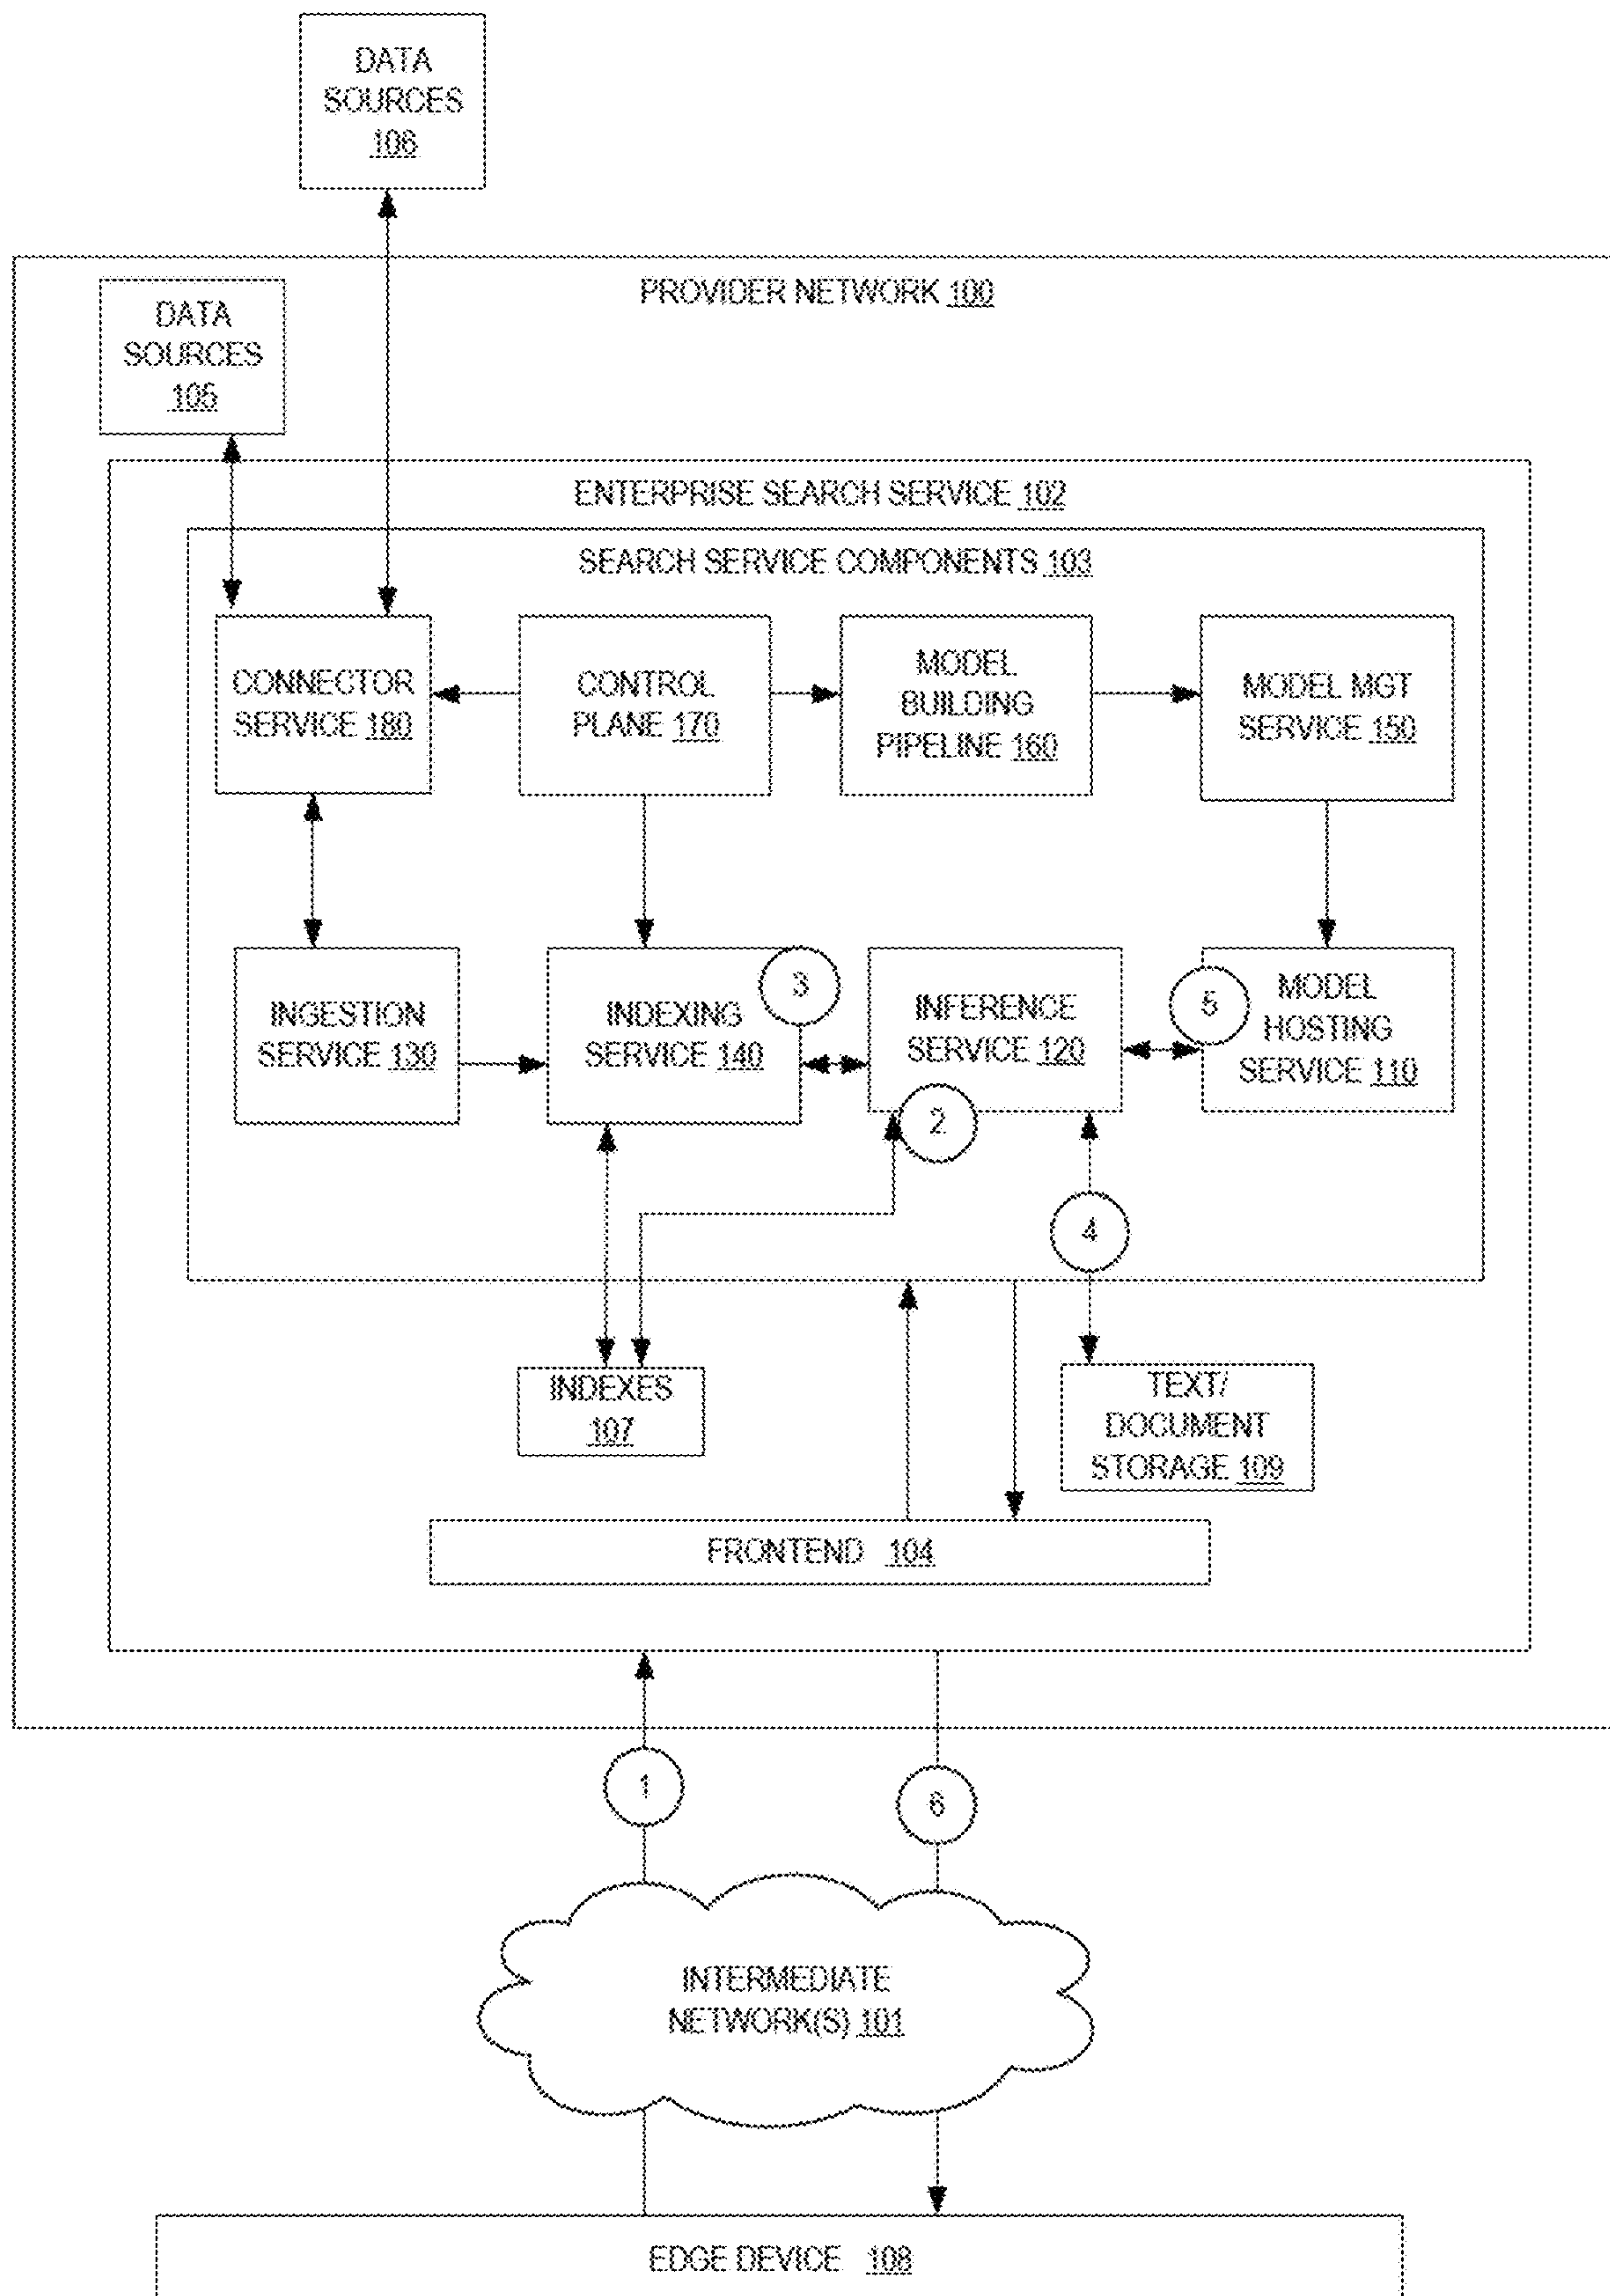 DATA
SOURCES
106
PROVIDER NETWORK 100
DATA
SOURCES
105
ENTERPRISE SEARCH SERVICE 102
SEARCH SERVICE COMPONENTS 103
CONNECTOR
SERVICE 180
CONTROL
PLANE 170
MODEL
BUILDING
PIPELINE 160
MODEL MGT
SERVICE 150
INGESTION
SERVICE 130
INDEXING
SERVICE 140
3
INFERENCE
SERVICE 120
2
5
MODEL
HOSTING
SERVICE 110
4
INDEXES
107
TEXT/
DOCUMENT
STORAGE 109
FRONTEND 104
1
6
INTERMEDIATE
NETWORK(S) 101
EDGE DEVICE 108